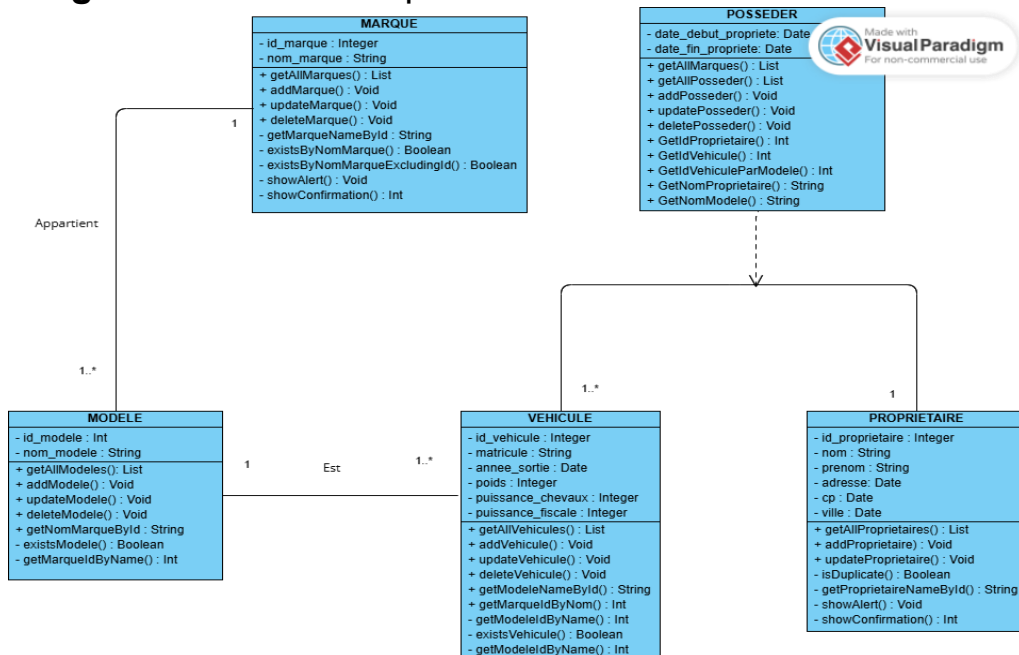 MARQUE
- id_marque : Integer
- nom_marque : String
+ getAllMarques() : List
+ addMarque() : Void
+ updateMarque() : Void
+ deleteMarque() : Void
- getMarqueNameById : String
- existsByNomMarque() : Boolean
- existsByNomMarqueExcludingId() : Boolean
- showAlert() : Void
- showConfirmation() : Int
POSSEDER
- date_debut_propriete: Date
- date_fin_propriete: Date
+ getAllMarques() : List
+ getAllPosseder() : List
+ addPosseder() : Void
+ updatePosseder() : Void
+ deletePosseder() : Void
+ GetIdProprietaire() : Int
+ GetIdVehicule() : Int
+ GetIdVehiculeParModele() : Int
+ GetNomProprietaire() : String
+ GetNomModele() : String
Made with
Visual Paradigm
For non-commercial use
1
Appartient
1..*
1..*
1
MODELE
- id_modele : Int
- nom_modele : String
+ getAllModeles(): List
+ addModele() : Void
+ updateModele() : Void
+ deleteModele() : Void
+ getNomMarqueById : String
- existsModele() : Boolean
- getMarqueIdByName() : Int
1
Est
1..*
VEHICULE
- id_vehicule : Integer
- matricule : String
- annee_sortie : Date
- poids : Integer
- puissance_chevaux : Integer
- puissance_fiscale : Integer
+ getAllVehicules() : List
+ addVehicule() : Void
+ updateVehicule() : Void
+ deleteVehicule() : Void
+ getModeleNameById() : String
+ getMarqueIdByNom() : Int
- getModeleIdByName() : Int
- existsVehicule() : Boolean
- getModeleIdByName() : Int
PROPRIETAIRE
- id_proprietaire : Integer
- nom : String
- prenom : String
- adresse: Date
- cp : Date
- ville : Date
+ getAllProprietaires() : List
+ addProprietaire) : Void
+ updateProprietaire() : Void
- isDuplicate() : Boolean
- getProprietaireNameById() : String
- showAlert() : Void
- showConfirmation() : Int